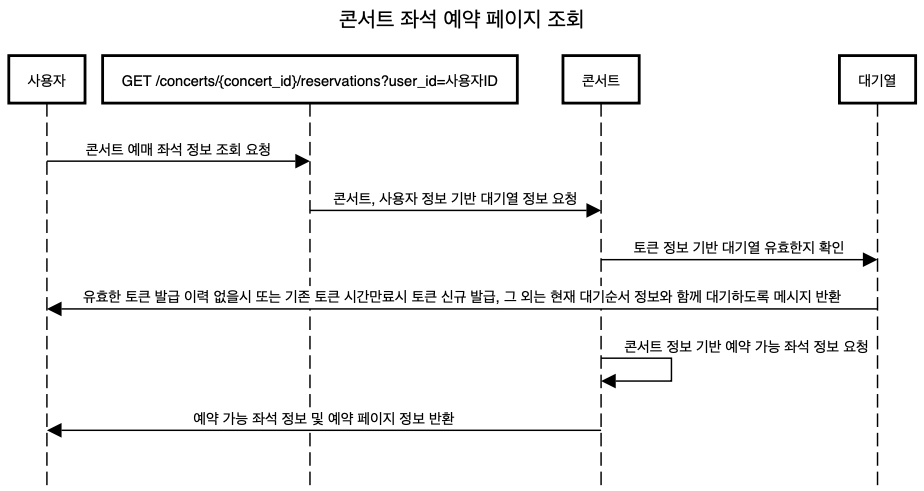 콘서트 좌석 예약 페이지 조회
사용자
GET /concerts/{concert_id}/reservations?user_id=사용자ID
콘서트
대기열
콘서트 예매 좌석 정보 조회 요청
콘서트, 사용자 정보 기반 대기열 정보 요청
토큰 정보 기반 대기열 유효한지 확인
유효한 토큰 발급 이력 없을시 또는 기존 토큰 시간만료시 토큰 신규 발급, 그 외는 현재 대기순서 정보와 함께 대기하도록 메시지 반환
콘서트 정보 기반 예약 가능 좌석 정보 요청
예약 가능 좌석 정보 및 예약 페이지 정보 반환